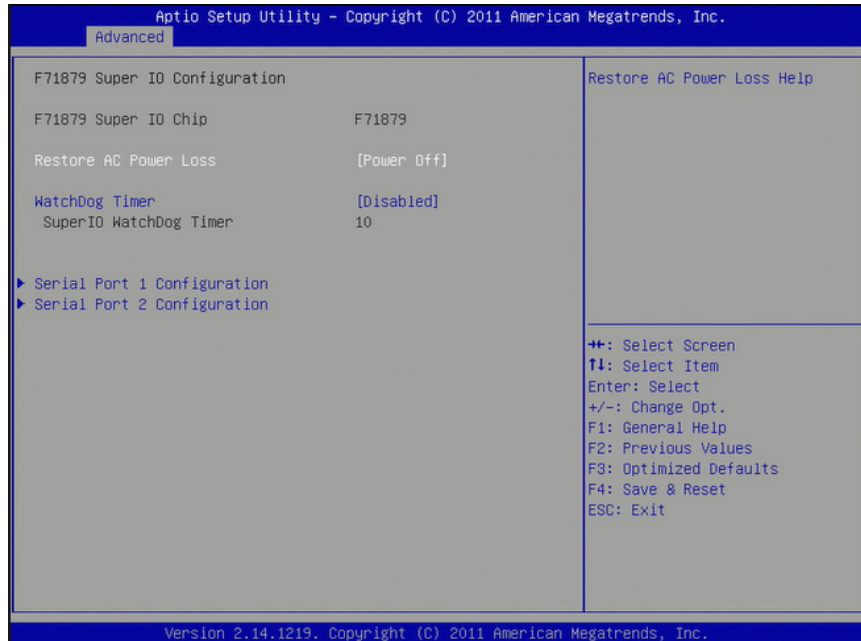 Aptio Setup Utility – Copyright (C) 2011 American Megatrends, Inc.
Advanced
F71879 Super IO Configuration
F71879 Super IO Chip F71879
Restore AC Power Loss [Power Off]
WatchDog Timer [Disabled]
SuperIO WatchDog Timer 10
Serial Port 1 Configuration
Serial Port 2 Configuration
Restore AC Power Loss Help
→←: Select Screen
↑↓: Select Item
Enter: Select
+/-: Change Opt.
F1: General Help
F2: Previous Values
F3: Optimized Defaults
F4: Save & Reset
ESC: Exit
Version 2.14.1219. Copyright (C) 2011 American Megatrends, Inc.